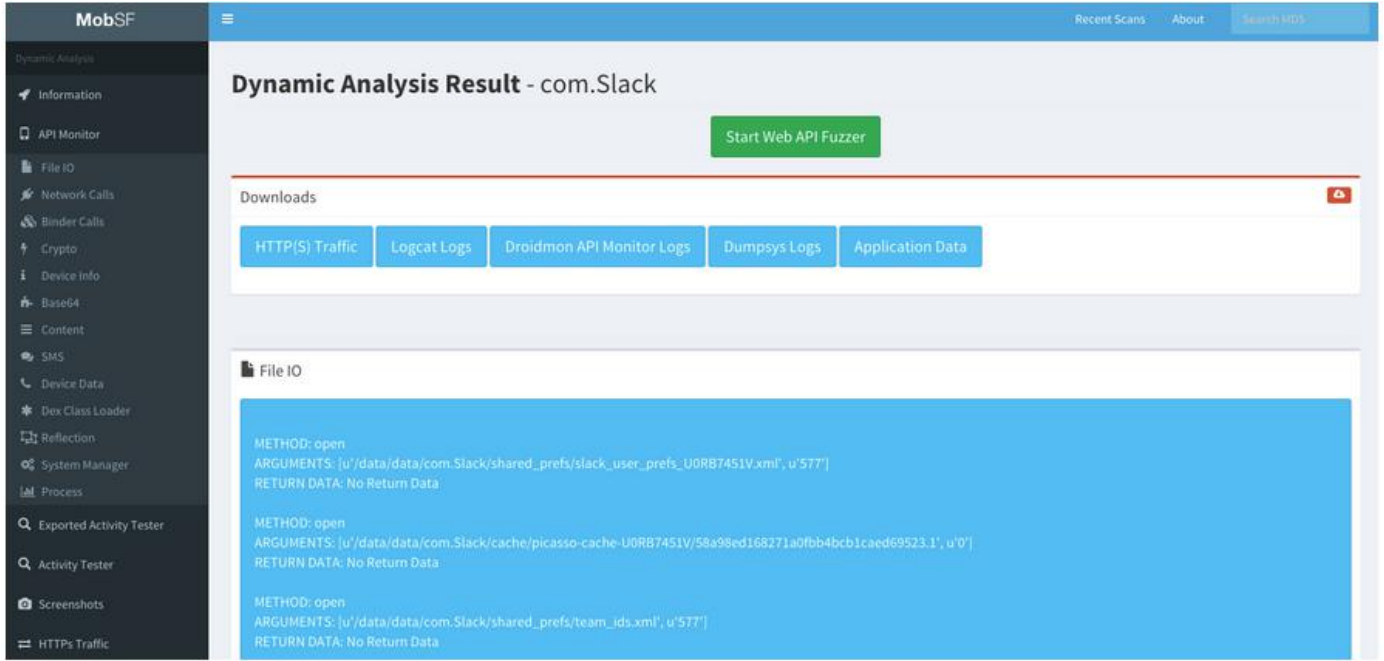 MobSF
Recent Scans
About
Search MD5
Dynamic Analysis
Information
API Monitor
File IO
Network Calls
Binder Calls
Crypto
Device Info
Base64
Content
SMS
Device Data
Dex Class Loader
Reflection
System Manager
Process
Exported Activity Tester
Activity Tester
Screenshots
HTTPs Traffic
Dynamic Analysis Result - com.Slack
Start Web API Fuzzer
Downloads
HTTP(S) Traffic
Logcat Logs
Droidmon API Monitor Logs
Dumpsys Logs
Application Data
File IO
METHOD: open
ARGUMENTS: [u'/data/data/com.Slack/shared_prefs/slack_user_prefs_U0RB7451V.xml', u'577']
RETURN DATA: No Return Data
METHOD: open
ARGUMENTS: [u'/data/data/com.Slack/cache/picasso-cache-U0RB7451V/58a98ed168271a0fbb4bcb1caed69523.1', u'0']
RETURN DATA: No Return Data
METHOD: open
ARGUMENTS: [u'/data/data/com.Slack/shared_prefs/team_ids.xml', u'577']
RETURN DATA: No Return Data